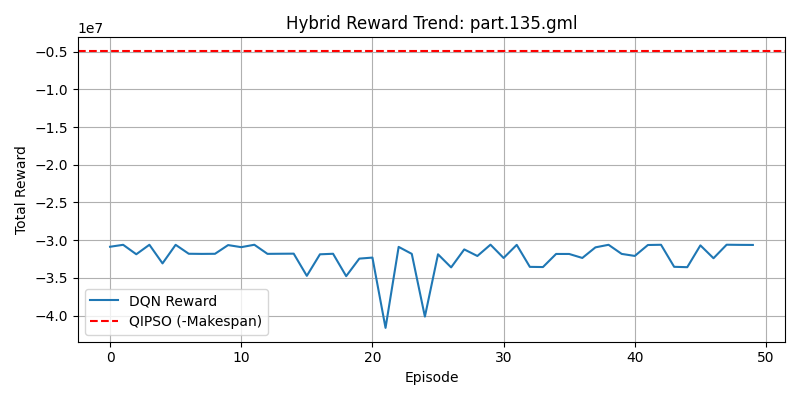 Hybrid Reward Trend: part.135.gml
1e7
−0.5
−1.0
−1.5
−2.0
−2.5
−3.0
−3.5
−4.0
Total Reward
DQN Reward
QIPSO (-Makespan)
0
10
20
30
40
50
Episode